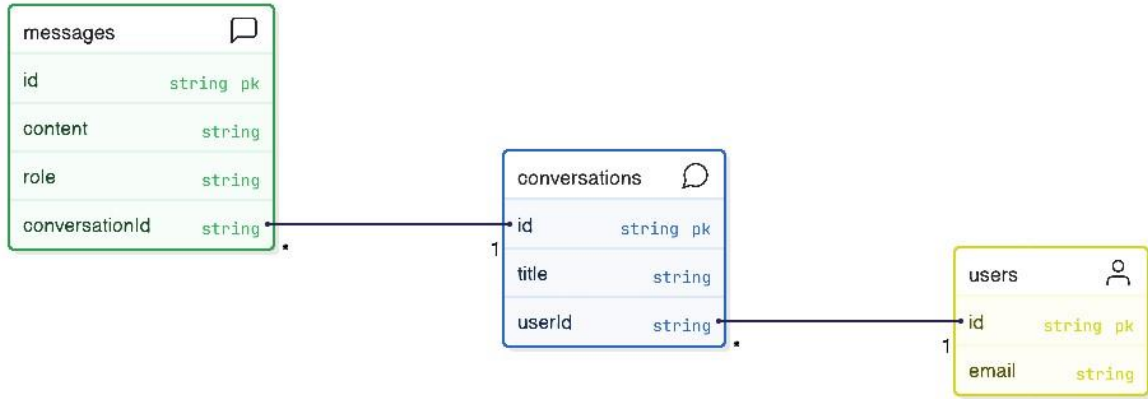 messages
id string pk
content string
role string
conversationId string
*
conversations
1
id string pk
title string
userId string
*
users
1
id string pk
email string